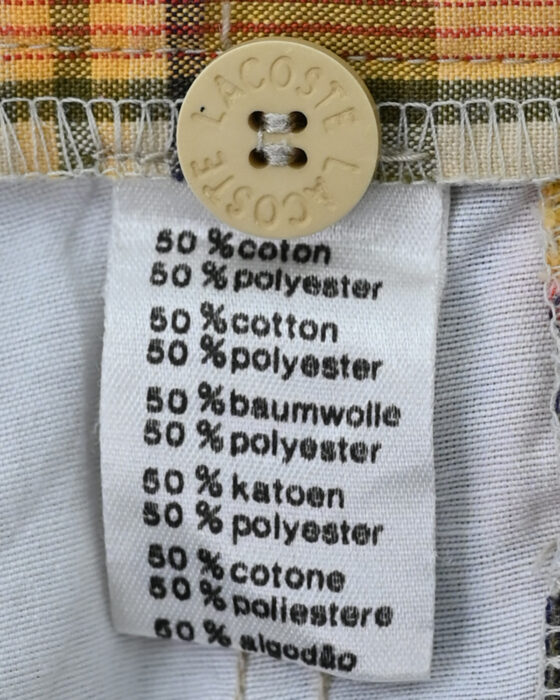 LACOSTE LACOSTE
50 % coton
50 % polyester
50 % cotton
50 % polyester
50 % baumwolle
50 % polyester
50 % katoen
50 % polyester
50 % cotone
50 % poliestere
50 % algodão